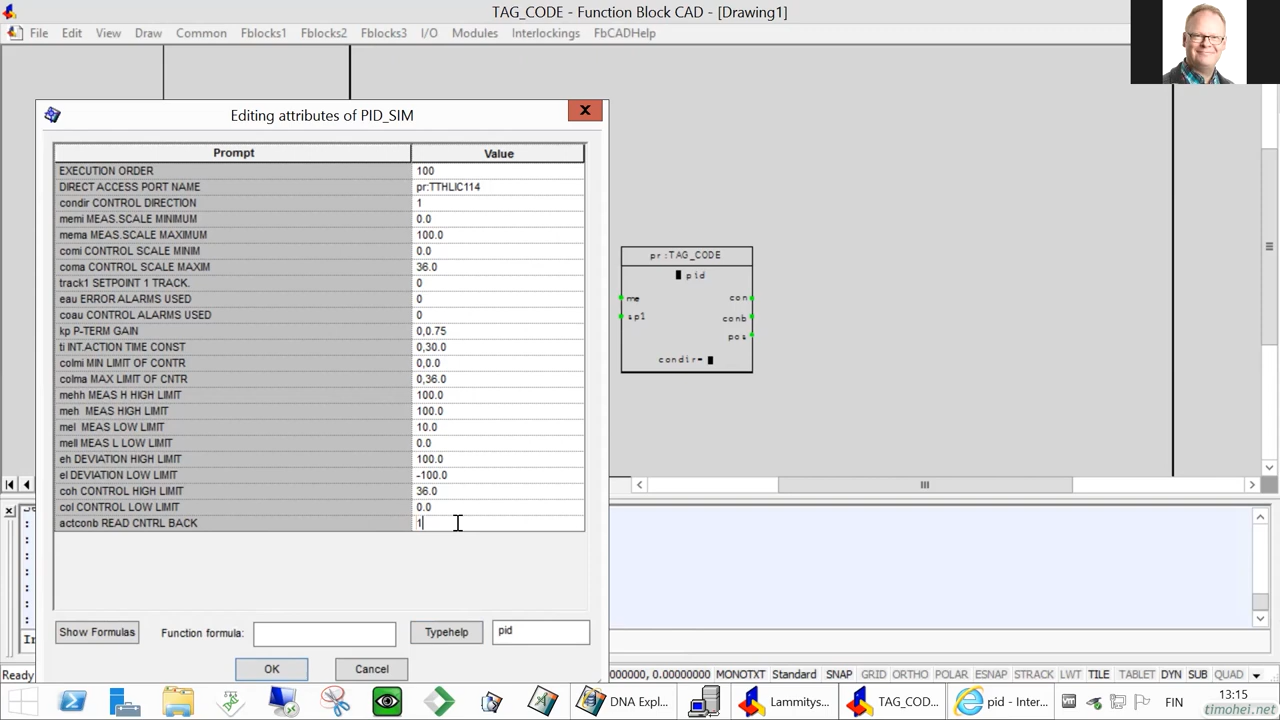 TAG_CODE - Function Block CAD - [Drawing1]
File Edit View Draw Common Fblocks1 Fblocks2 Fblocks3 I/O Modules Interlockings FbCADHelp
Editing attributes of PID_SIM
Prompt Value
EXECUTION ORDER 100
DIRECT ACCESS PORT NAME pr:TTHLIC114
condir CONTROL DIRECTION 1
memi MEAS.SCALE MINIMUM 0.0
mema MEAS.SCALE MAXIMUM 100.0
comi CONTROL SCALE MINIM 0.0
coma CONTROL SCALE MAXIM 36.0
track1 SETPOINT 1 TRACK. 0
eau ERROR ALARMS USED 0
coau CONTROL ALARMS USED 0
kp P-TERM GAIN 0,0.75
ti INT.ACTION TIME CONST 0,30.0
colmi MIN LIMIT OF CONTR 0,0.0
colma MAX LIMIT OF CNTR 0,36.0
mehh MEAS H HIGH LIMIT 100.0
meh MEAS HIGH LIMIT 100.0
mel MEAS LOW LIMIT 10.0
mell MEAS L LOW LIMIT 0.0
eh DEVIATION HIGH LIMIT 100.0
el DEVIATION LOW LIMIT -100.0
coh CONTROL HIGH LIMIT 36.0
col CONTROL LOW LIMIT 0.0
actconb READ CNTRL BACK 1
Show Formulas Function formula: Typehelp pid
OK Cancel
pr:TAG_CODE
pid
me con
sp1 conb
pos
condir=
Ready 000000, 0.00000000 MONOTXT Standard SNAP GRID ORTHO POLAR ESNAP STRACK LWT TILE TABLET DYN SUB QUAD
DNA Expl... Lammitys... TAG_COD... pid - Inter... FIN 13:15
timohei.net